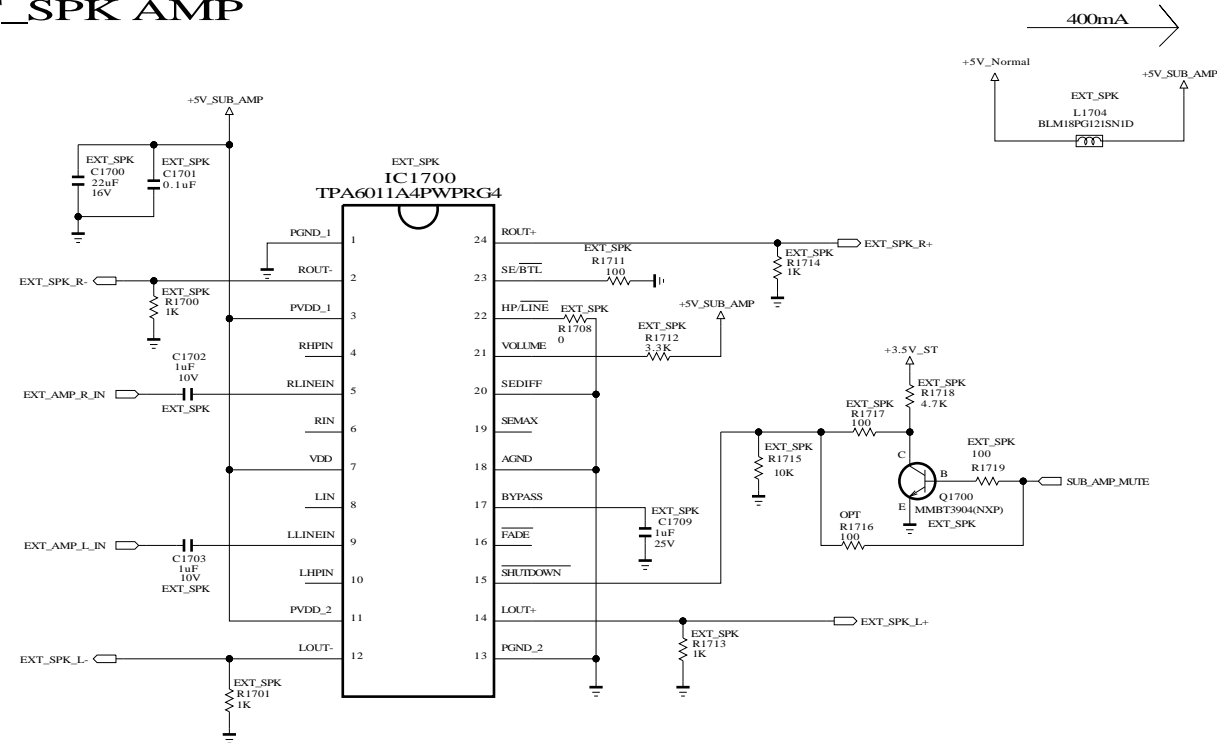 _SPK AMP
400mA
+5V_Normal
+5V_SUB_AMP
EXT_SPK
L1704
BLM18PG121SN1D
+5V_SUB_AMP
EXT_SPK
C1700
22uF
16V
EXT_SPK
C1701
0.1uF
EXT_SPK
IC1700
TPA6011A4PWPRG4
PGND_1
1
ROUT-
2
PVDD_1
3
RHPIN
4
RLINEIN
5
RIN
6
VDD
7
LIN
8
LLINEIN
9
LHPIN
10
PVDD_2
11
LOUT-
12
24
ROUT+
23
SE/BTL
22
HP/LINE
21
VOLUME
20
SEDIFF
19
SEMAX
18
AGND
17
BYPASS
16
FADE
15
SHUTDOWN
14
LOUT+
13
PGND_2
EXT_SPK_R-
EXT_SPK
R1700
1K
C1702
1uF
10V
EXT_AMP_R_IN
EXT_SPK
EXT_AMP_L_IN
C1703
1uF
10V
EXT_SPK
EXT_SPK_L-
EXT_SPK
R1701
1K
EXT_SPK_R+
EXT_SPK
R1714
1K
EXT_SPK
R1711
100
EXT_SPK
R1708
0
+5V_SUB_AMP
EXT_SPK
R1712
3.3K
+3.5V_ST
EXT_SPK
R1718
4.7K
EXT_SPK
R1717
100
EXT_SPK
R1715
10K
C
B
E
Q1700
MMBT3904(NXP)
EXT_SPK
EXT_SPK
100
R1719
SUB_AMP_MUTE
OPT
R1716
100
EXT_SPK
C1709
1uF
25V
EXT_SPK_L+
EXT_SPK
R1713
1K